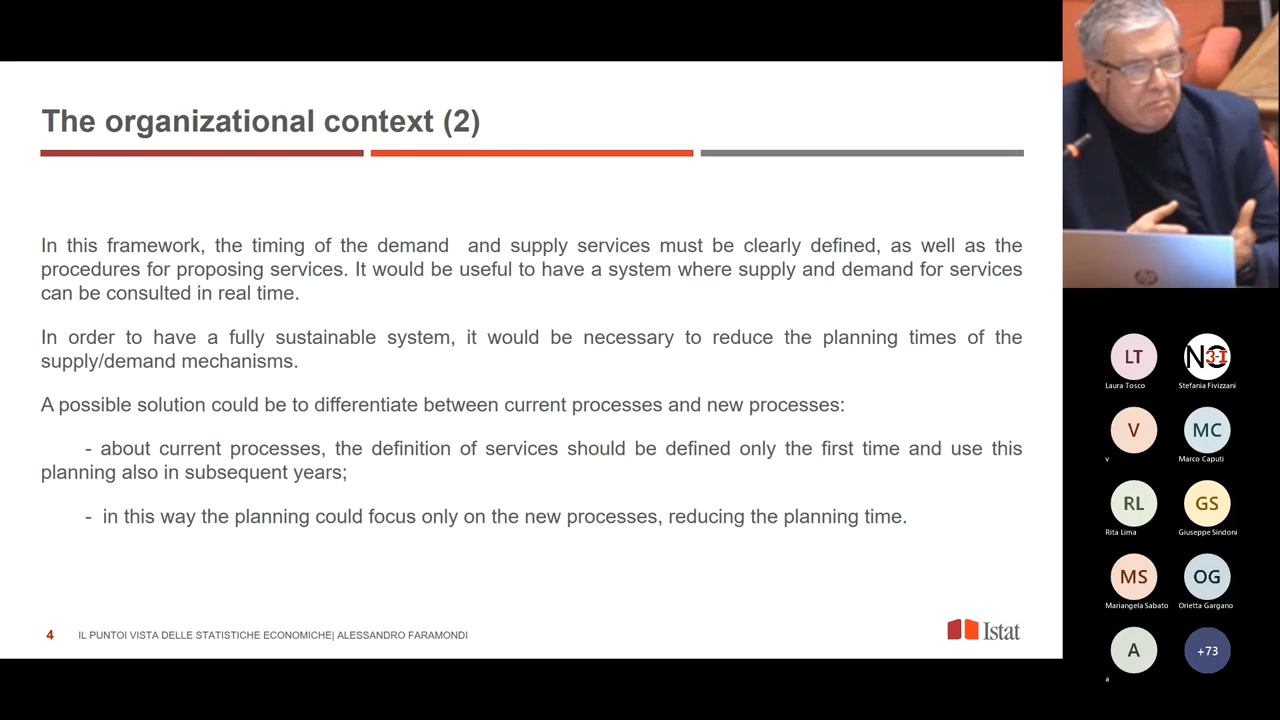 The organizational context (2)
In this framework, the timing of the demand and supply services must be clearly defined, as well as the
procedures for proposing services. It would be useful to have a system where supply and demand for services
can be consulted in real time.
In order to have a fully sustainable system, it would be necessary to reduce the planning times of the
supply/demand mechanisms.
A possible solution could be to differentiate between current processes and new processes:
- about current processes, the definition of services should be defined only the first time and use this
planning also in subsequent years;
- in this way the planning could focus only on the new processes, reducing the planning time.
4 IL PUNTOI VISTA DELLE STATISTICHE ECONOMICHE| ALESSANDRO FARAMONDI
Istat
hp
LT
Laura Tosco
N 3-I
Stefania Fivizzani
V
v
MC
Marco Caputi
RL
Rita Lima
GS
Giuseppe Sindoni
MS
Mariangela Sabato
OG
Orietta Gargano
A
a
+73